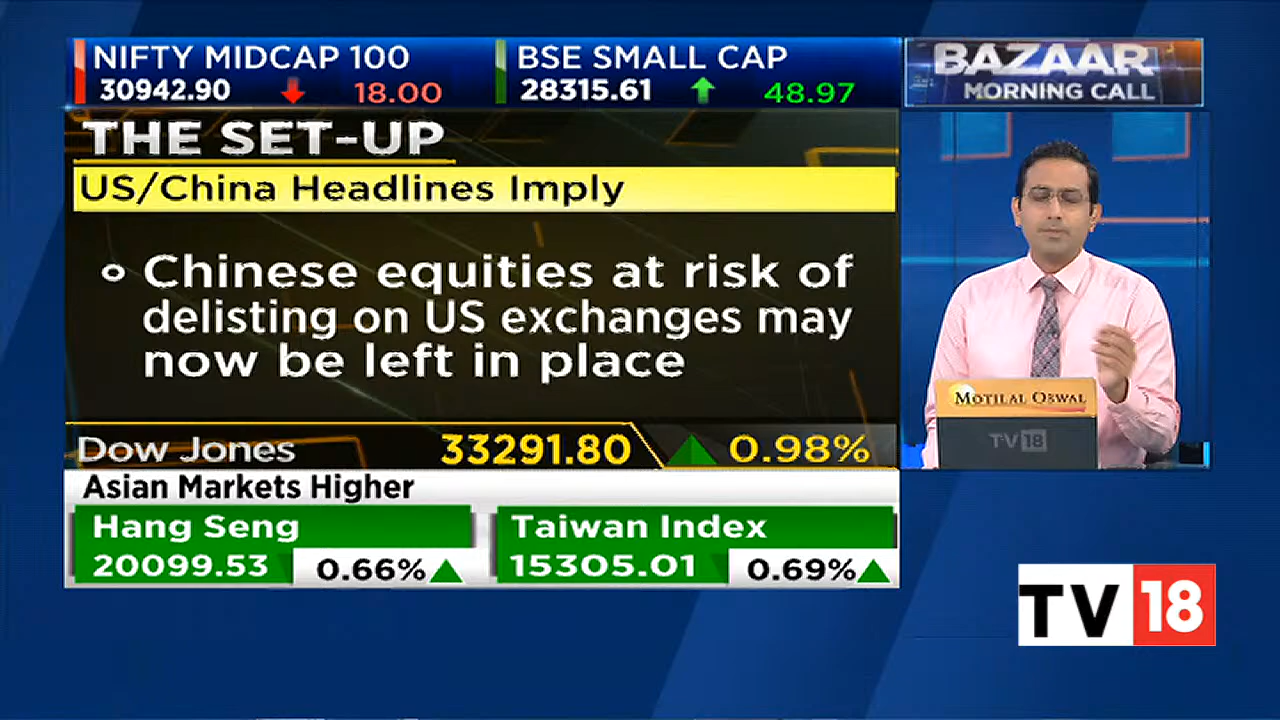 NIFTY MIDCAP 100
30942.90 18.00
BSE SMALL CAP
28315.61 48.97
BAZAAR
MORNING CALL
THE SET-UP
US/China Headlines Imply
Chinese equities at risk of
delisting on US exchanges may
now be left in place
MOTILAL OSWAL
TV18
Dow Jones 33291.80 0.98%
Asian Markets Higher
Hang Seng
20099.53 0.66%
Taiwan Index
15305.01 0.69%
TV18